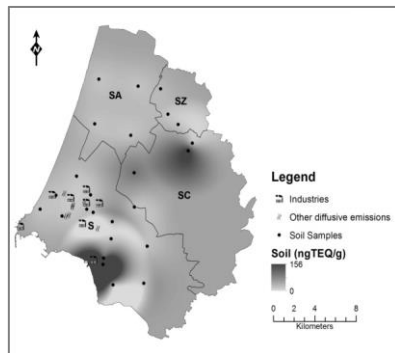 N
SA
SZ
SC
S
Legend
Industries
Other diffusive emissions
Soil Samples
Soil (ngTEQ/g)
156
0
0 2 4 8
Kilometers